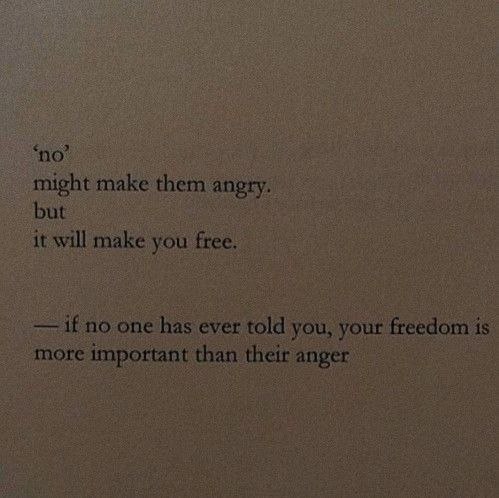 ‘no’
might make them angry.
but
it will make you free.
— if no one has ever told you, your freedom is
more important than their anger